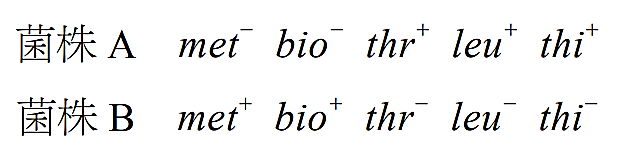 菌株 A met⁻ bio⁻ thr⁺ leu⁺ thi⁺
菌株 B met⁺ bio⁺ thr⁻ leu⁻ thi⁻